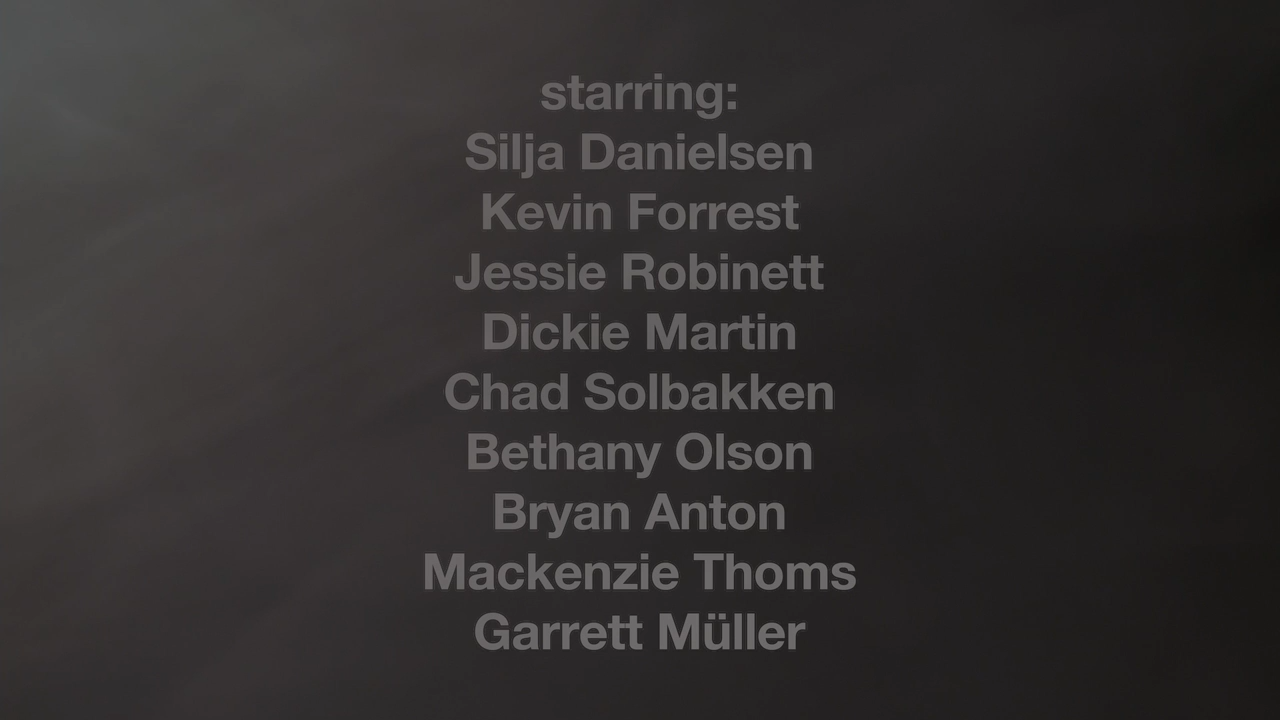 starring:
Silja Danielsen
Kevin Forrest
Jessie Robinett
Dickie Martin
Chad Solbakken
Bethany Olson
Bryan Anton
Mackenzie Thoms
Garrett Müller